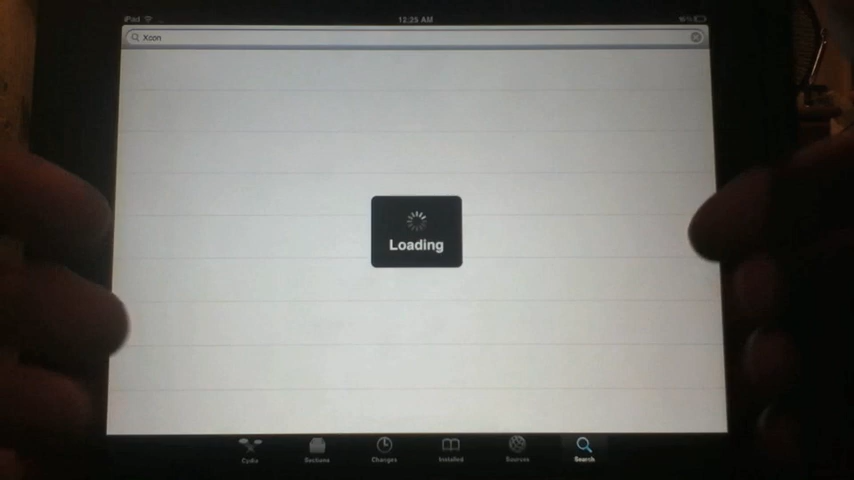 iPad 12:25 AM
Xcon
Loading
Cydia Sections Changes Installed Sources Search